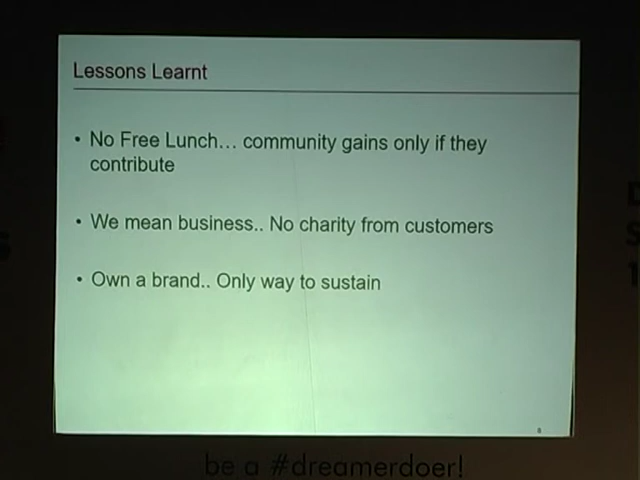 Lessons Learnt
• No Free Lunch... community gains only if they
contribute
• We mean business.. No charity from customers
• Own a brand.. Only way to sustain
be a #dreamerdoer!